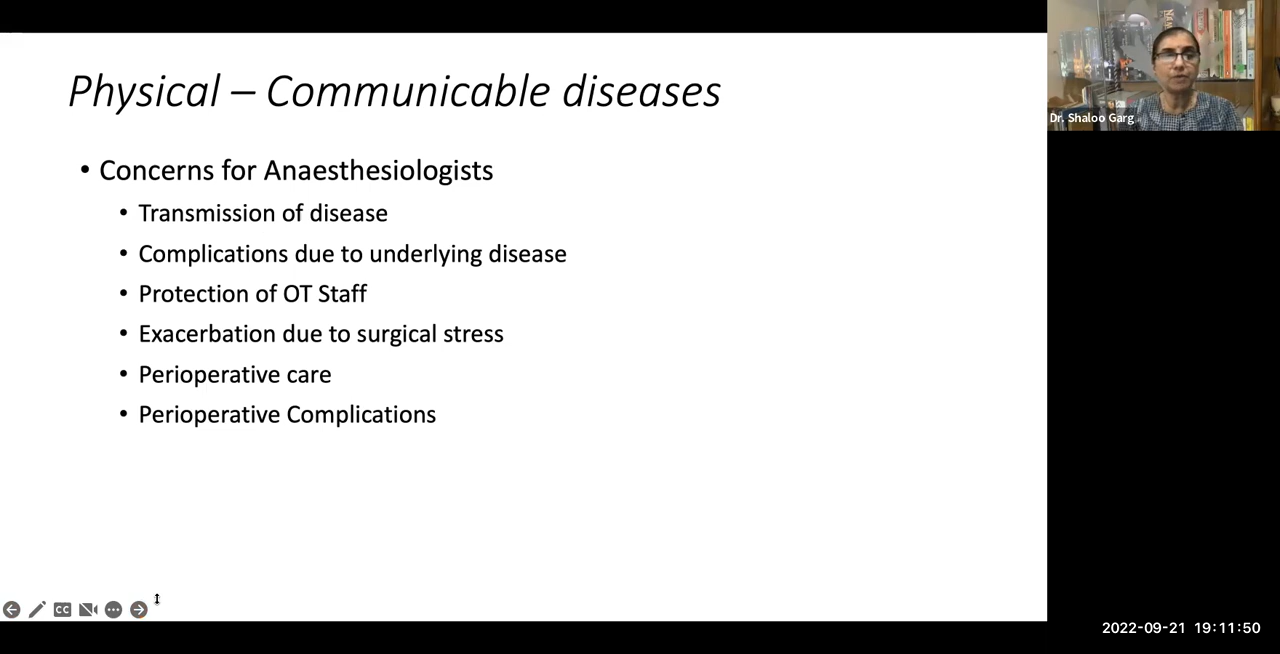 Physical – Communicable diseases
Dr. Shaloo Garg
• Concerns for Anaesthesiologists
• Transmission of disease
• Complications due to underlying disease
• Protection of OT Staff
• Exacerbation due to surgical stress
• Perioperative care
• Perioperative Complications
CC
2022-09-21 19:11:50